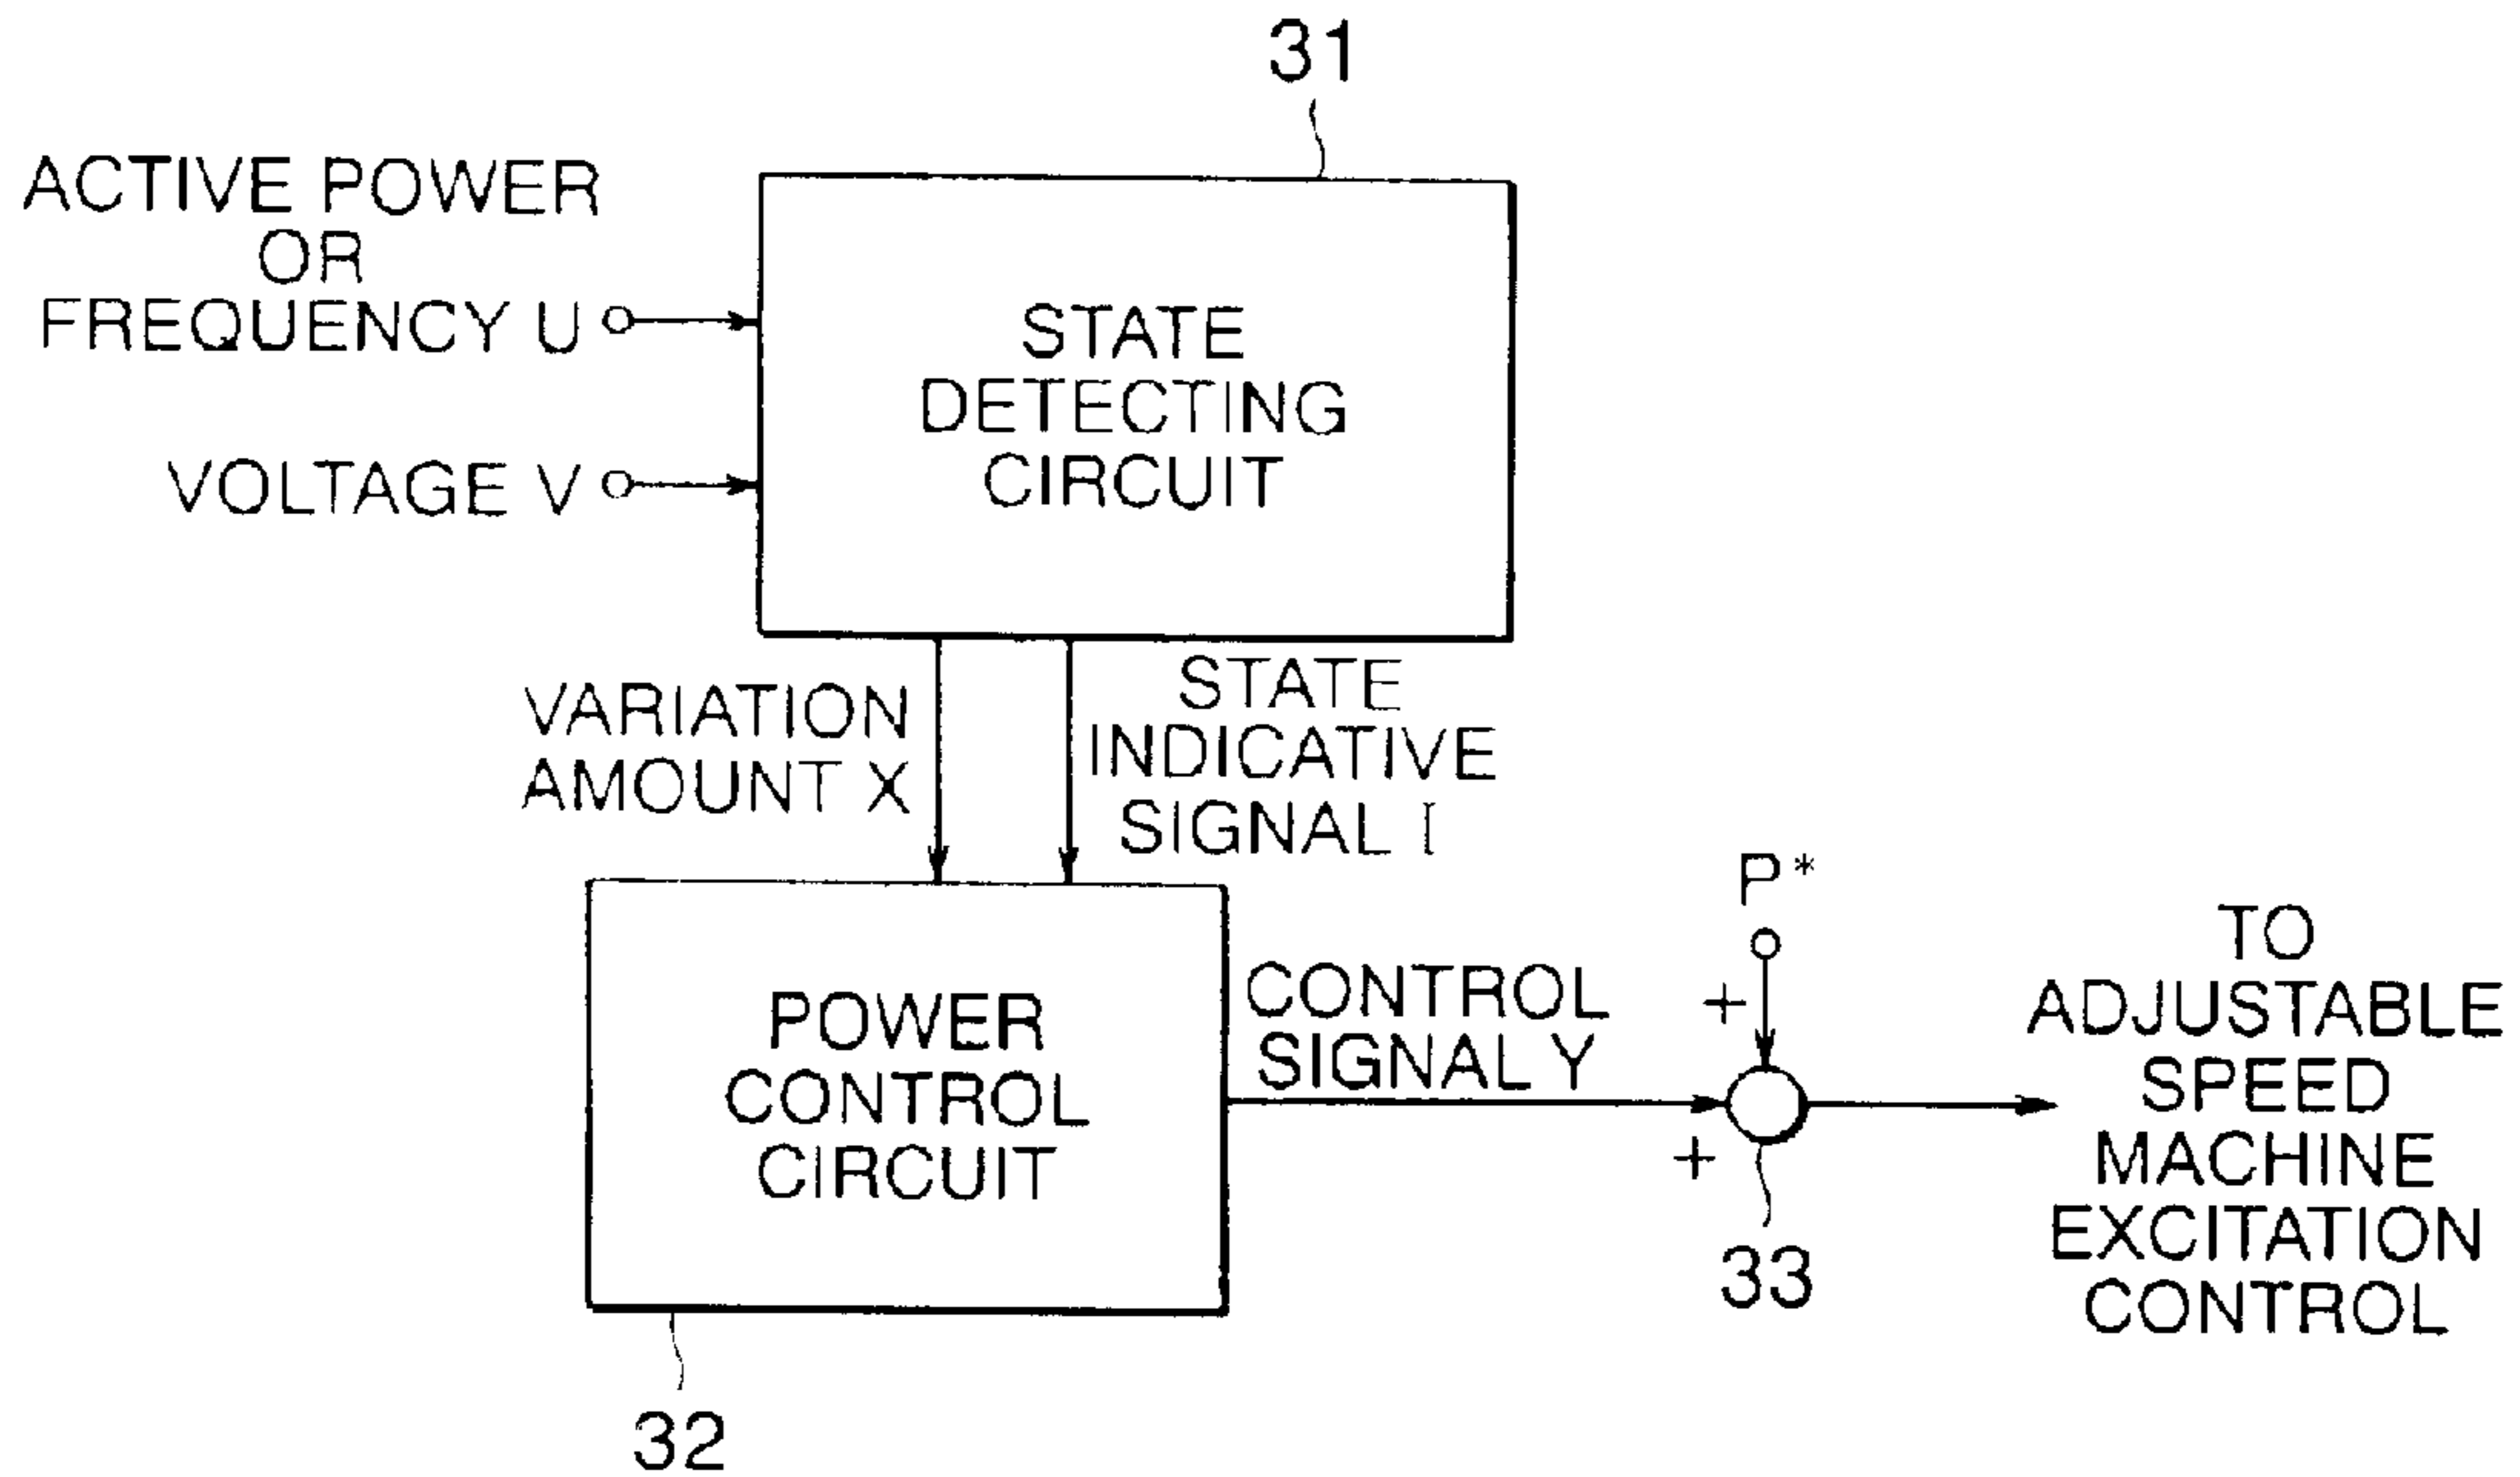 31
ACTIVE POWER
OR
FREQUENCY U
VOLTAGE V
STATE
DETECTING
CIRCUIT
VARIATION
AMOUNT X
STATE
INDICATIVE
SIGNAL I
POWER
CONTROL
CIRCUIT
32
CONTROL
SIGNAL Y
P*
+
+
33
TO
ADJUSTABLE
SPEED
MACHINE
EXCITATION
CONTROL